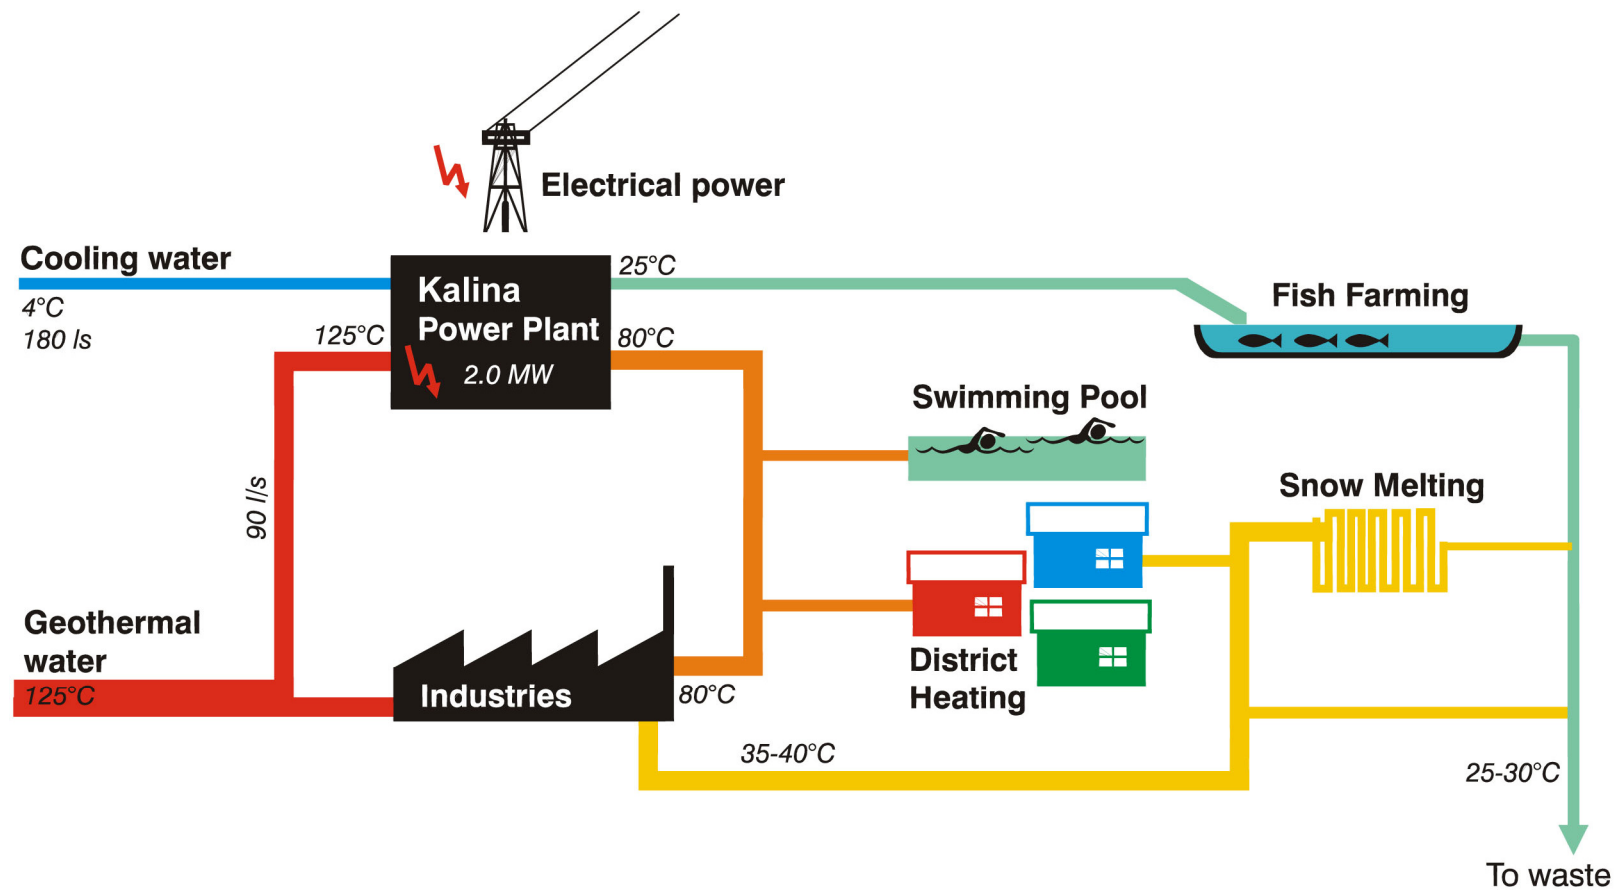 Electrical power
Cooling water
4°C
180 ls
125°C
Kalina
Power Plant
2.0 MW
25°C
80°C
Fish Farming
Swimming Pool
Snow Melting
90 l/s
Geothermal
water
125°C
Industries
80°C
District
Heating
35-40°C
25-30°C
To waste